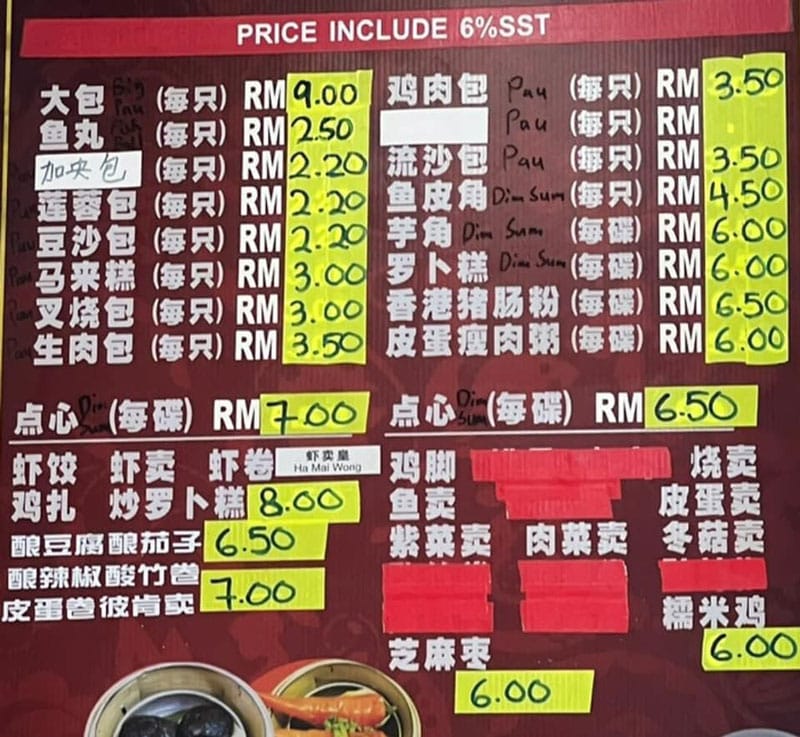 PRICE INCLUDE 6%SST
大包 Big Pau (每只) RM 9.00
鱼丸 (每只) RM 2.50
加央包 (每只) RM 2.20
莲蓉包 (每只) RM 2.20
豆沙包 (每只) RM 2.20
马来糕 (每只) RM 3.00
叉烧包 (每只) RM 3.00
生肉包 (每只) RM 3.50
点心 Dim Sum (每碟) RM 7.00
虾饺 虾卖 虾卷 虾卖皇
Ha Mai Wong
鸡扎 炒罗卜糕 8.00
酿豆腐酿茄子 6.50
酿辣椒酸竹卷
皮蛋卷彼肯卖 7.00
鸡肉包 Pau (每只) RM 3.50
Pau (每只) RM
流沙包 Pau (每只) RM 3.50
鱼皮角 Dim Sum (每只) RM 4.50
芋角 Dim Sum (每碟) RM 6.00
罗卜糕 Dim Sum (每碟) RM 6.00
香港猪肠粉 (每碟) RM 6.50
皮蛋瘦肉粥 (每碟) RM 6.00
点心 Dim Sum (每碟) RM 6.50
鸡脚 烧卖
鱼卖 皮蛋卖
紫菜卖 肉菜卖 冬菇卖
糯米鸡
芝麻枣 6.00
6.00